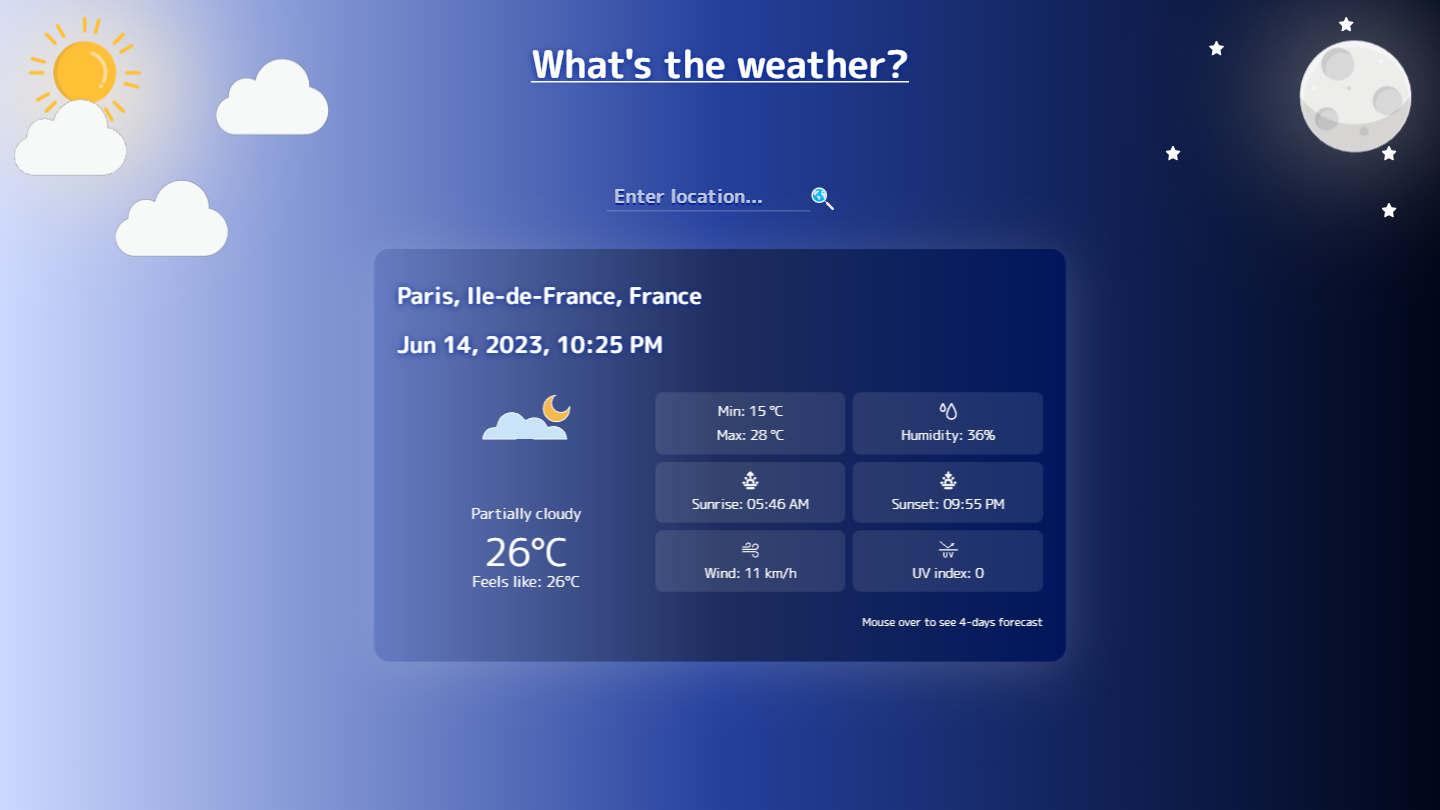 What's the weather?
Enter location...
Paris, Ile-de-France, France
Jun 14, 2023, 10:25 PM
Partially cloudy
26°C
Feels like: 26°C
Min: 15 °C
Max: 28 °C
Humidity: 36%
Sunrise: 05:46 AM
Sunset: 09:55 PM
Wind: 11 km/h
UV
UV index: 0
Mouse over to see 4-days forecast